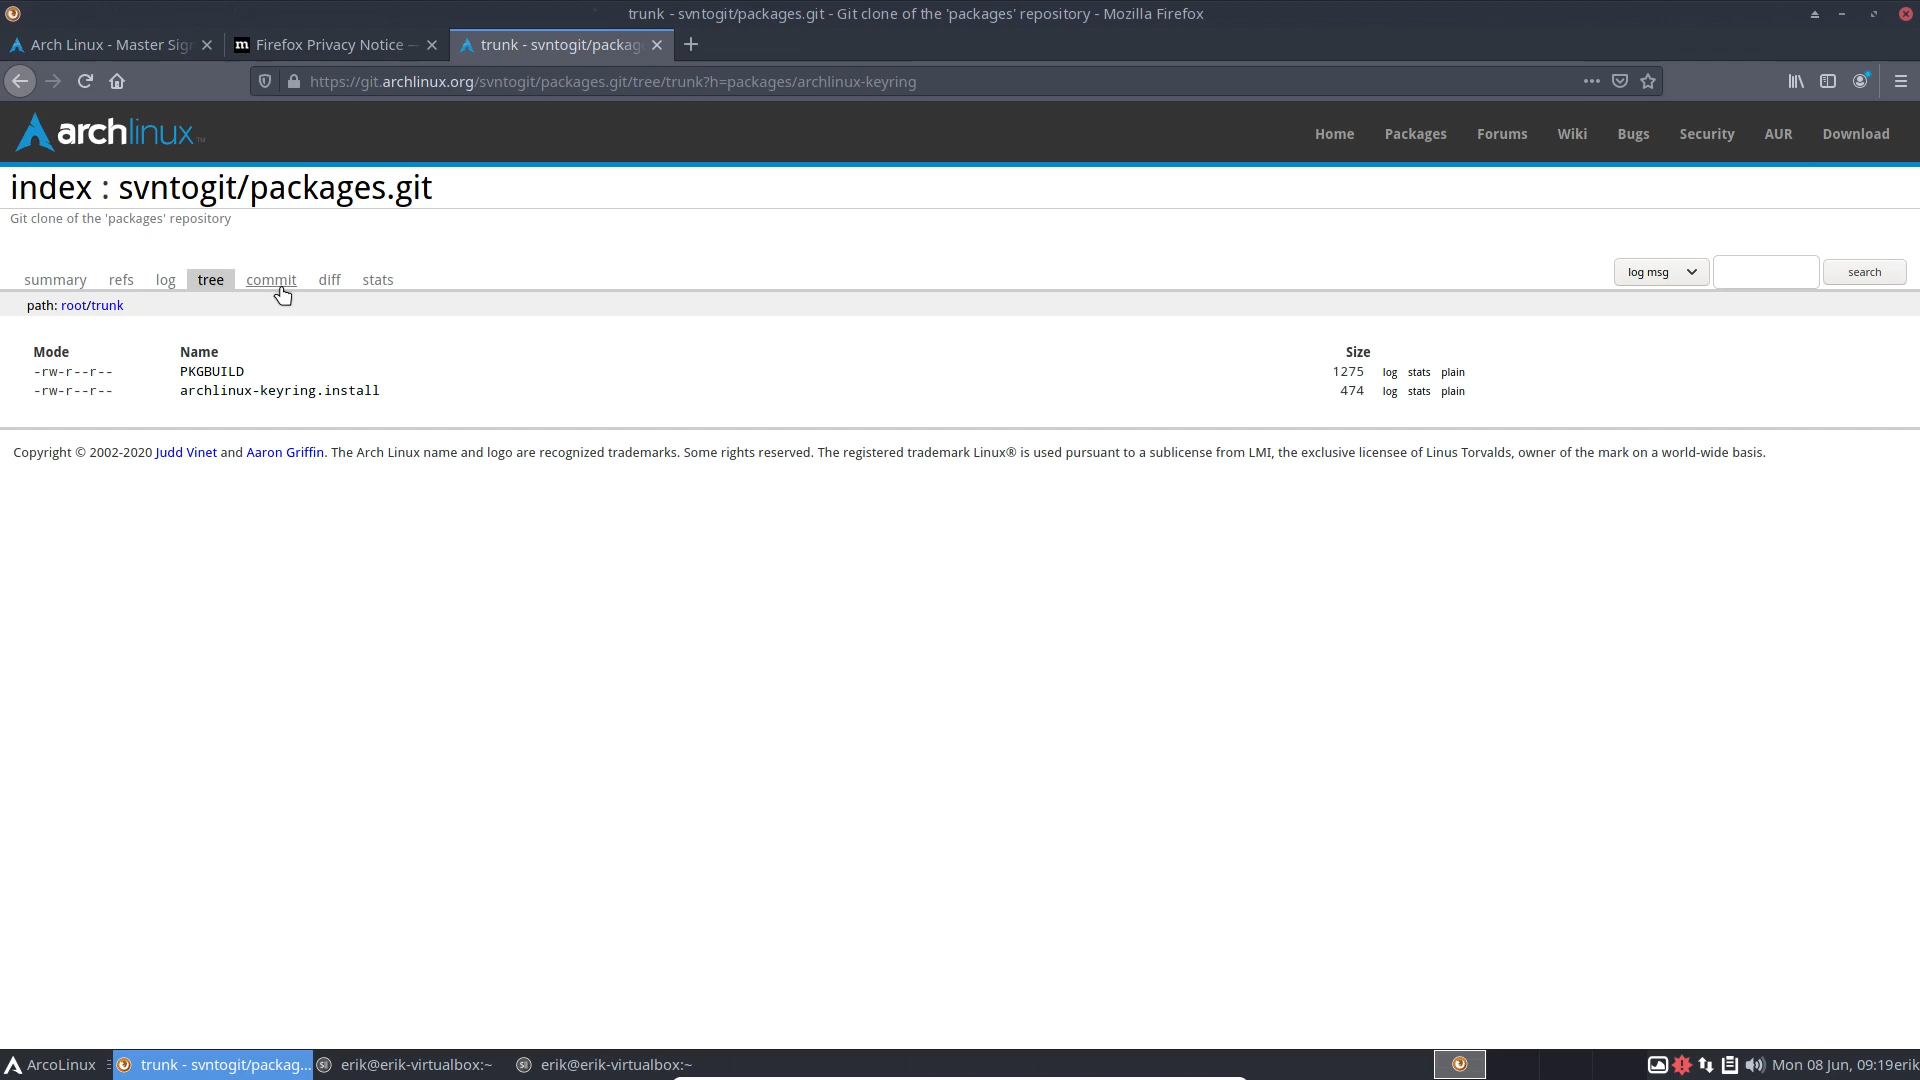 trunk - svntogit/packages.git - Git clone of the 'packages' repository - Mozilla Firefox
Arch Linux - Master Sig
Firefox Privacy Notice —
trunk - svntogit/packag
https://git.archlinux.org/svntogit/packages.git/tree/trunk?h=packages/archlinux-keyring
archlinux™
Home Packages Forums Wiki Bugs Security AUR Download
index : svntogit/packages.git
Git clone of the 'packages' repository
summary refs log tree commit diff stats
log msg search
path: root/trunk
Mode Name Size
-rw-r--r-- PKGBUILD 1275 log stats plain
-rw-r--r-- archlinux-keyring.install 474 log stats plain
Copyright © 2002-2020 Judd Vinet and Aaron Griffin. The Arch Linux name and logo are recognized trademarks. Some rights reserved. The registered trademark Linux® is used pursuant to a sublicense from LMI, the exclusive licensee of Linus Torvalds, owner of the mark on a world-wide basis.
ArcoLinux trunk - svntogit/packag... erik@erik-virtualbox:~ erik@erik-virtualbox:~ Mon 08 Jun, 09:19 erik